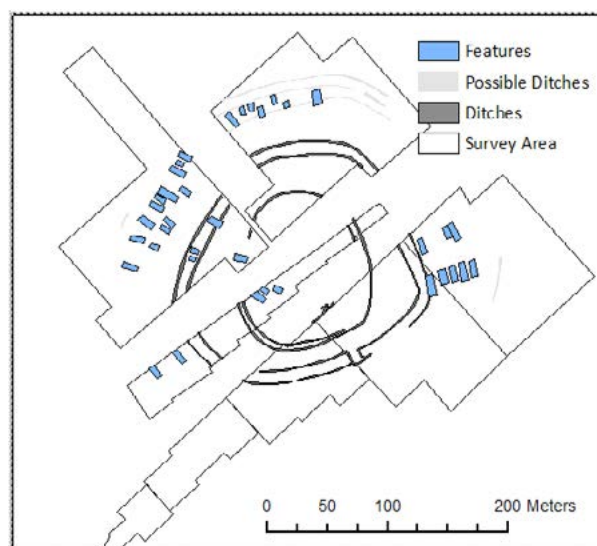 Features
Possible Ditches
Ditches
Survey Area
0 50 100 200 Meters